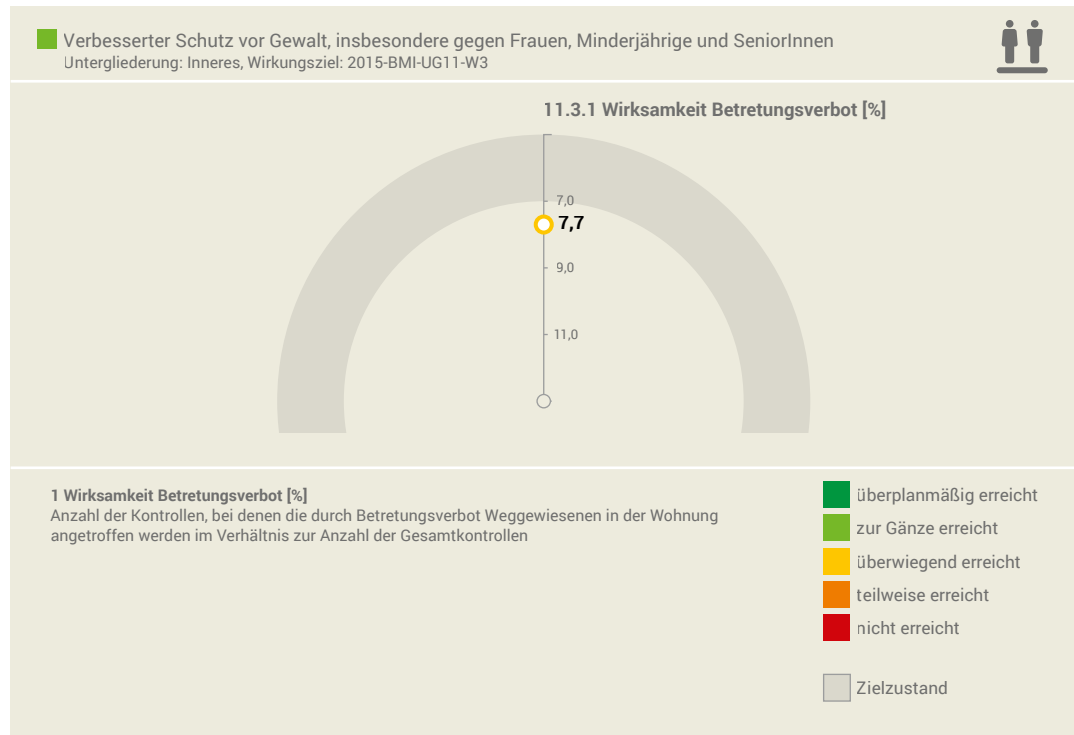 Verbesserter Schutz vor Gewalt, insbesondere gegen Frauen, Minderjährige und SeniorInnen
Untergliederung: Inneres, Wirkungsziel: 2015-BMI-UG11-W3
11.3.1 Wirksamkeit Betretungsverbot [%]
7,0
7,7
9,0
11,0
1 Wirksamkeit Betretungsverbot [%]
Anzahl der Kontrollen, bei denen die durch Betretungsverbot Weggewiesenen in der Wohnung
angetroffen werden im Verhältnis zur Anzahl der Gesamtkontrollen
überplanmäßig erreicht
zur Gänze erreicht
überwiegend erreicht
teilweise erreicht
nicht erreicht
Zielzustand